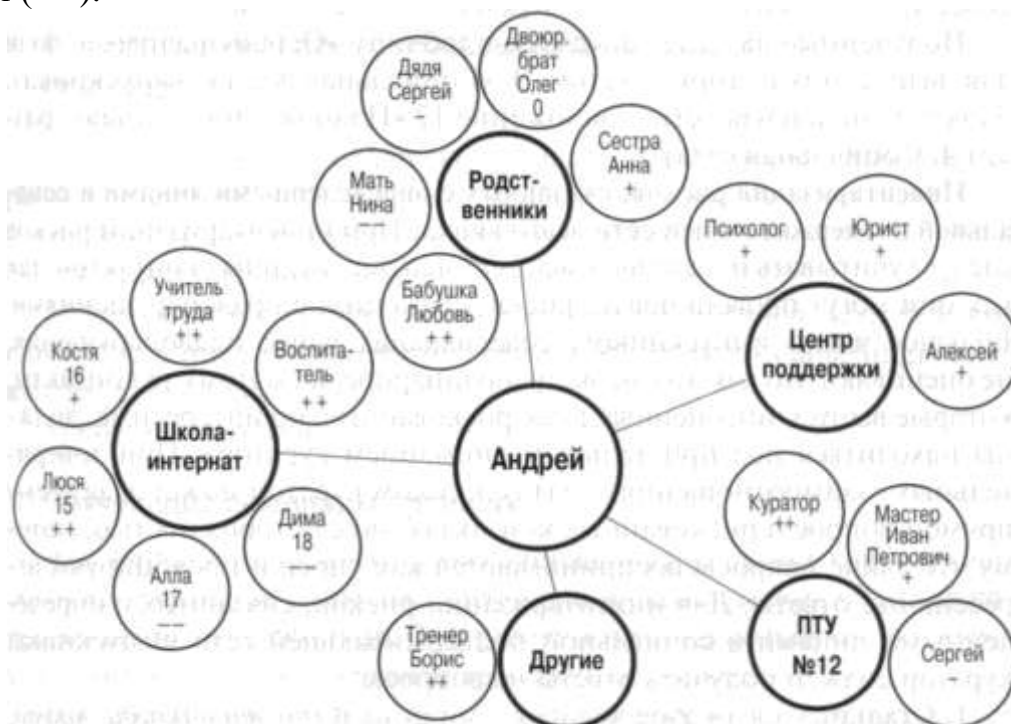 Двоюр.
брат
Олег
0
Дядя
Сергей
–
Сестра
Анна
+
Родст-
венники
Мать
Нина
Бабушка
Любовь
++
Психолог
+
Юрист
+
Центр
поддержки
Алексей
+
Учитель
труда
++
Костя
16
+
Воспита-
тель
++
Школа-
интернат
Люся
15
++
Дима
18
–
Алла
17
– –
Андрей
Куратор
++
Мастер
Иван
Петрович
+
ПТУ
№12
Сергей
–
Тренер
Борис
++
Другие